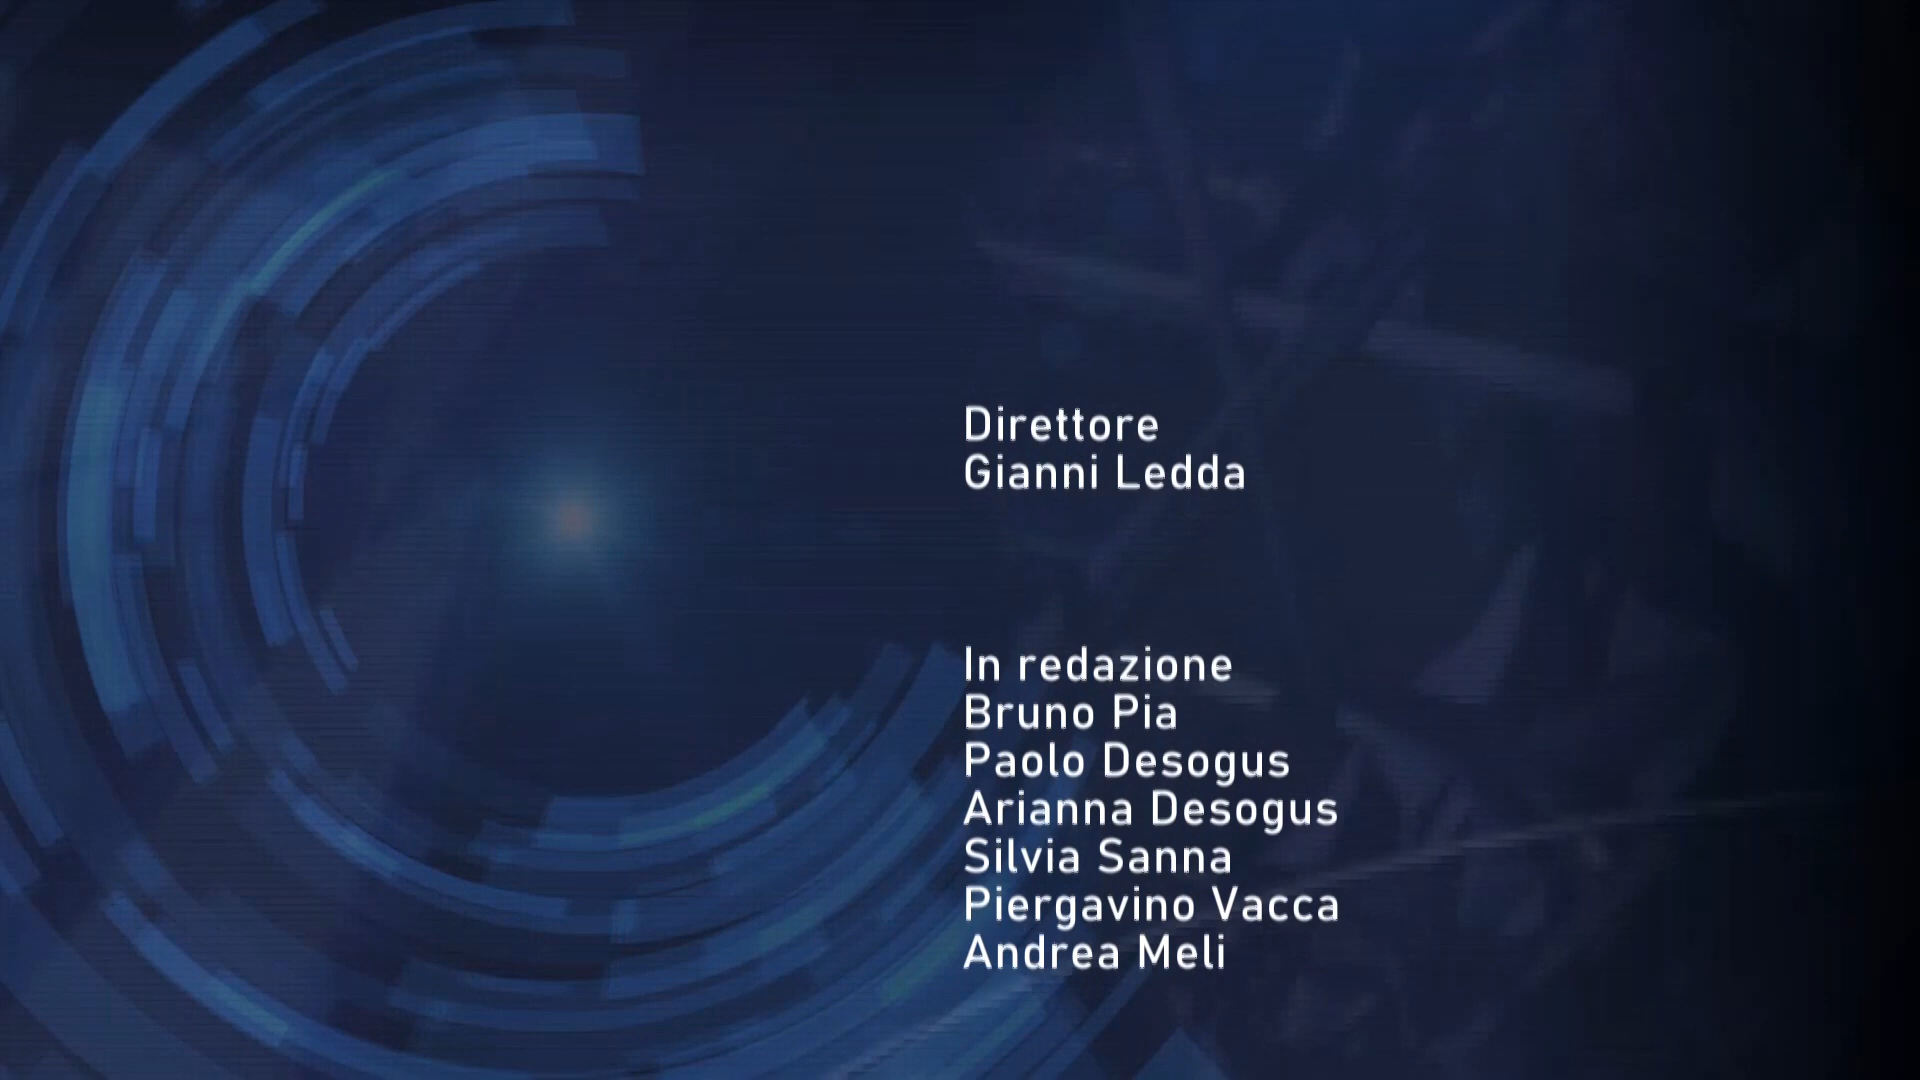 Direttore
Gianni Ledda
In redazione
Bruno Pia
Paolo Desogus
Arianna Desogus
Silvia Sanna
Piergavino Vacca
Andrea Meli